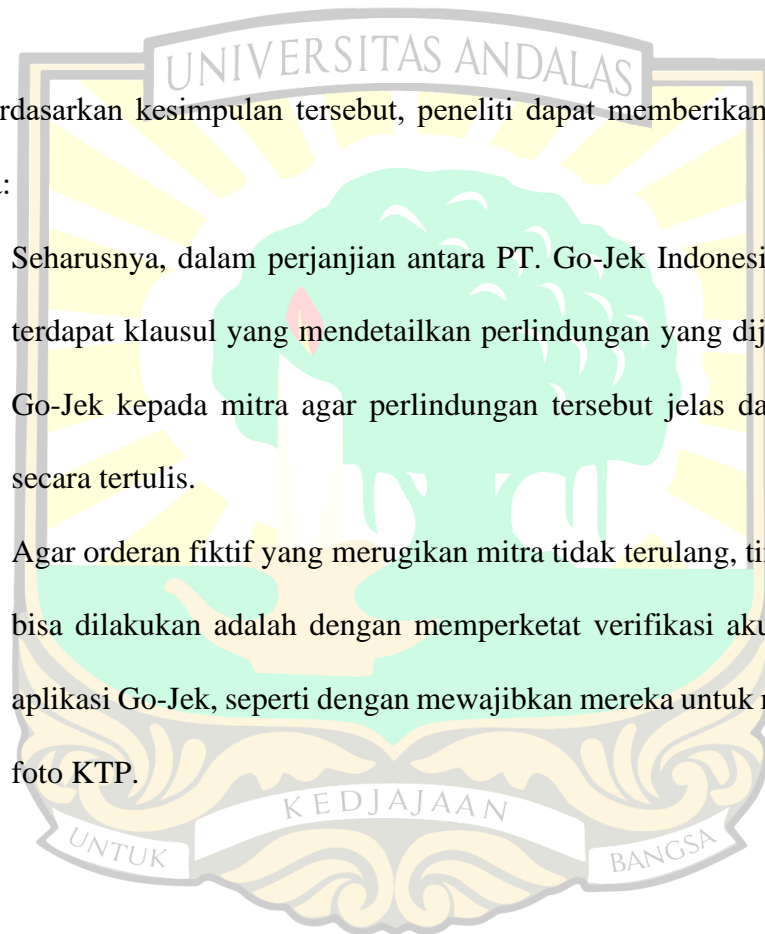 UNIVERSITAS ANDALAS
rdasarkan kesimpulan tersebut, peneliti dapat memberikan
:
Seharusnya, dalam perjanjian antara PT. Go-Jek Indonesi
terdapat klausul yang mendetailkan perlindungan yang dij
Go-Jek kepada mitra agar perlindungan tersebut jelas da
secara tertulis.
Agar orderan fiktif yang merugikan mitra tidak terulang, ti
bisa dilakukan adalah dengan memperketat verifikasi aku
aplikasi Go-Jek, seperti dengan mewajibkan mereka untuk
foto KTP.
UNTUK KEDJAJAAN BANGSA